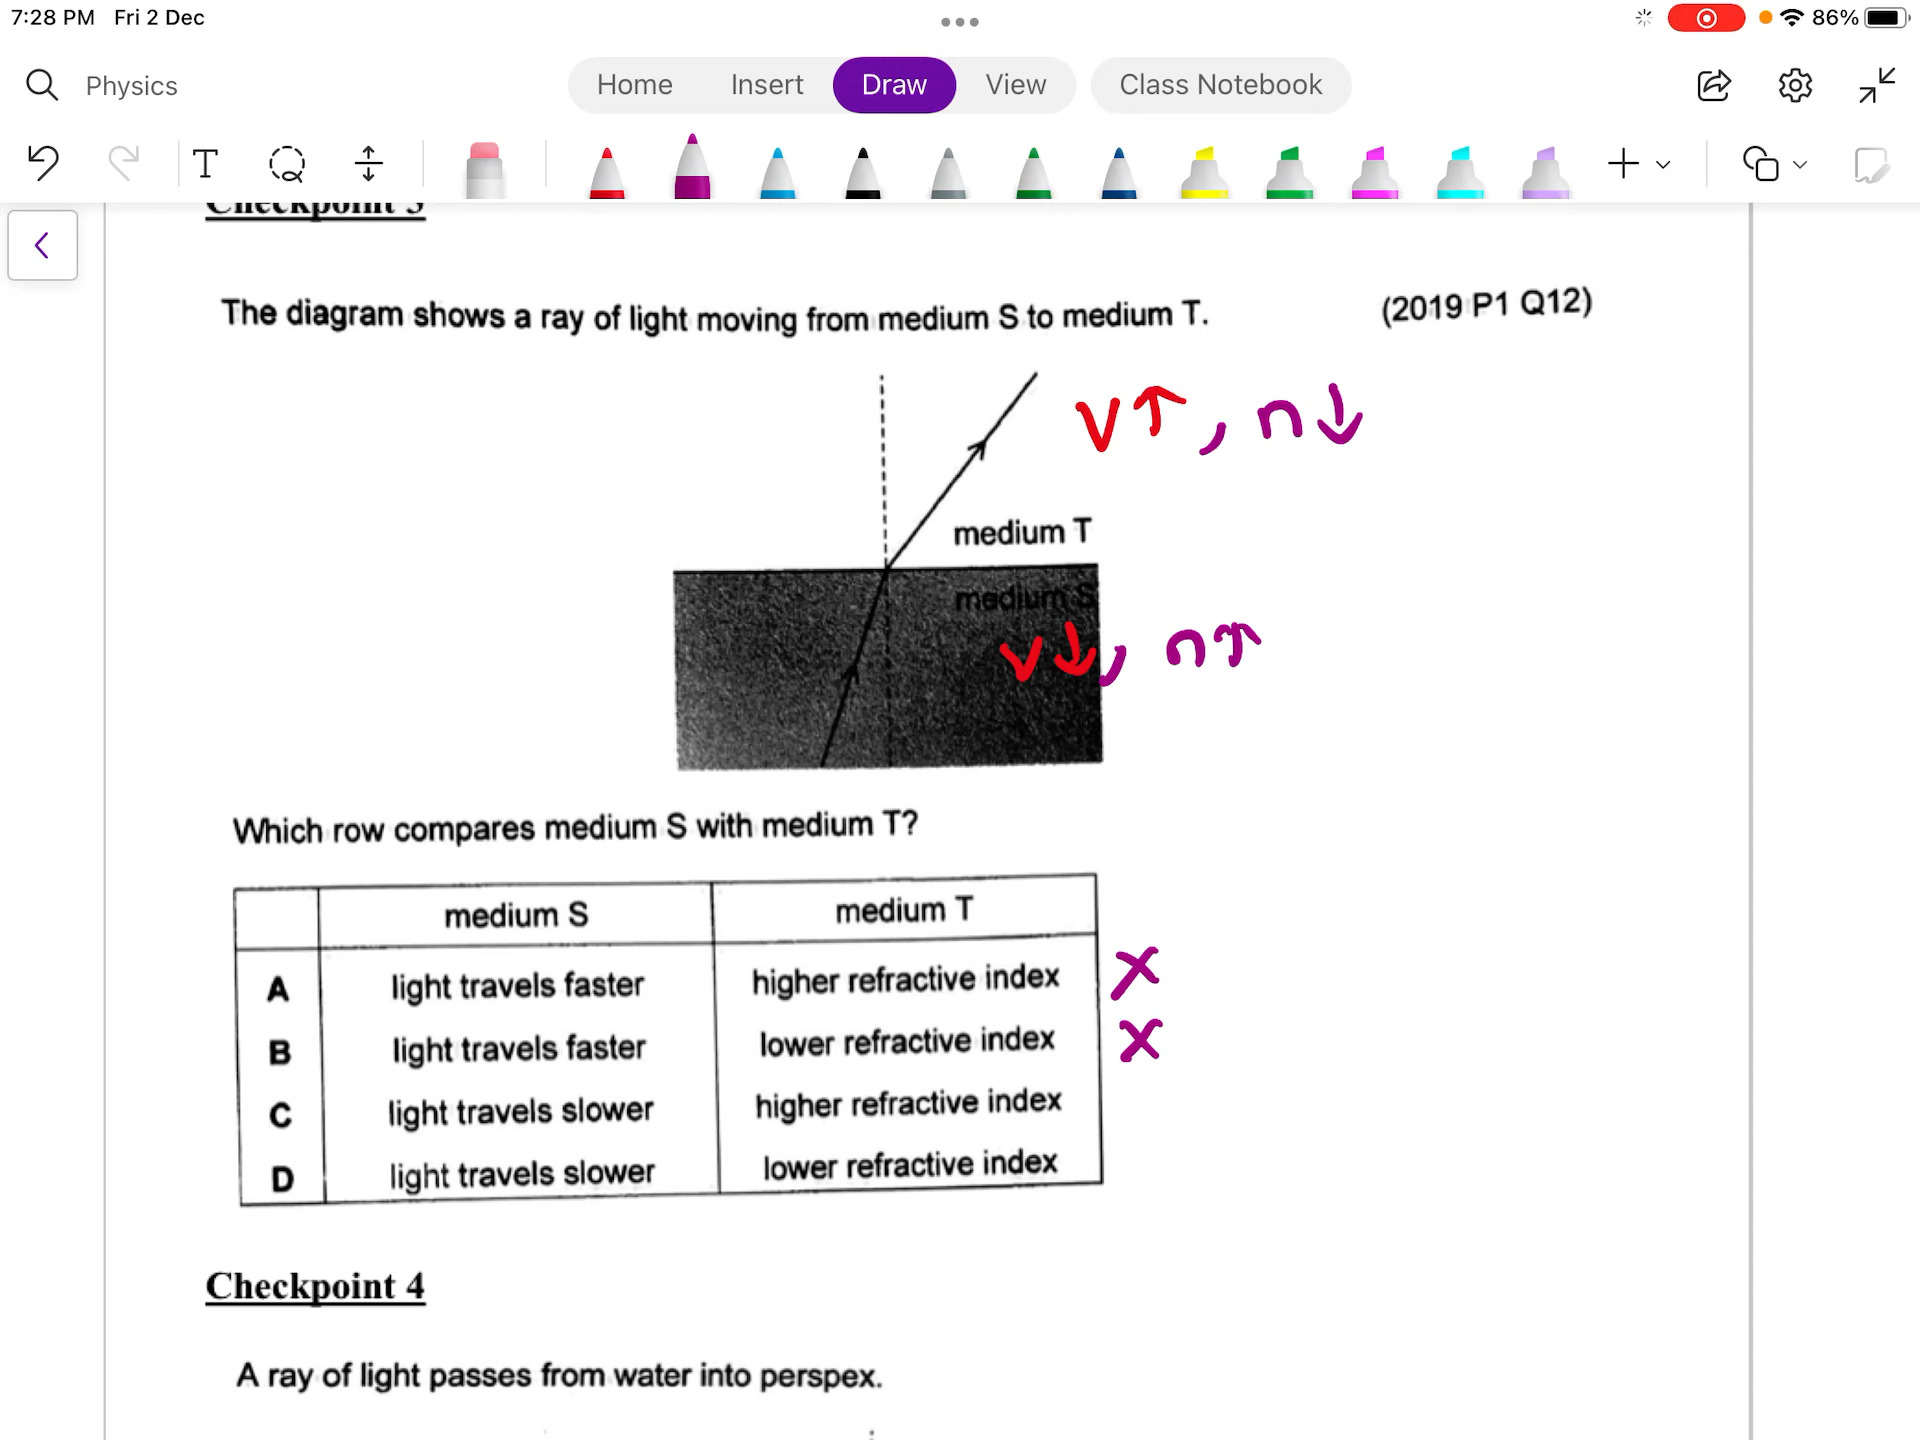 7:28 PM Fri 2 Dec 86%
Physics Home Insert Draw View Class Notebook
T
Checkpoint 3
The diagram shows a ray of light moving from medium S to medium T. (2019 P1 Q12)
V↑, n↓
medium T
medium S
V↓, n↑
Which row compares medium S with medium T?
medium S medium T
A light travels faster higher refractive index X
B light travels faster lower refractive index X
C light travels slower higher refractive index
D light travels slower lower refractive index
Checkpoint 4
A ray of light passes from water into perspex.